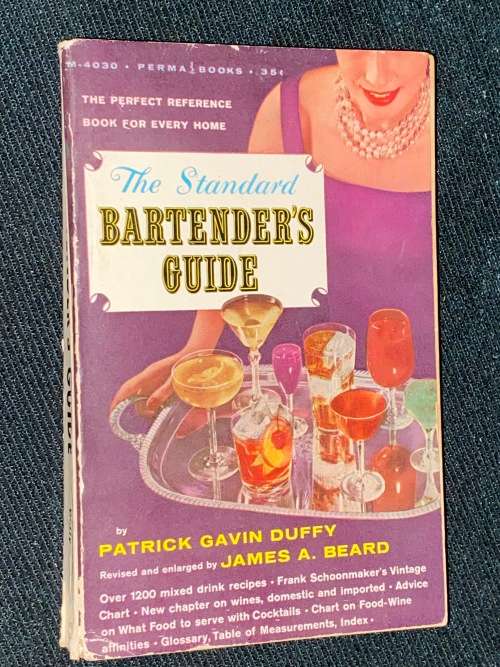 M-4030 • PERMA BOOKS • 35¢
THE PERFECT REFERENCE
BOOK FOR EVERY HOME
The Standard
BARTENDER'S
GUIDE
by
PATRICK GAVIN DUFFY
Revised and enlarged by JAMES A. BEARD
Over 1200 mixed drink recipes • Frank Schoonmaker's Vintage
Chart • New chapter on wines, domestic and imported • Advice
on What Food to serve with Cocktails • Chart on Food-Wine
affinities • Glossary, Table of Measurements, Index •
GUIDE